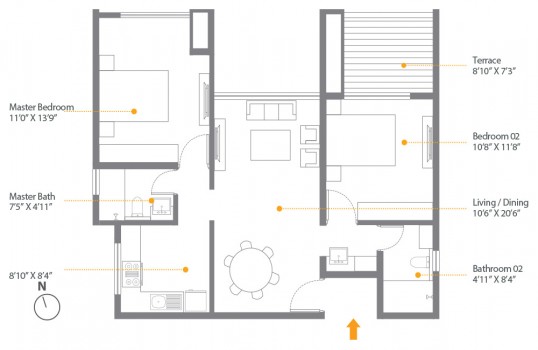 Master Bedroom
11'0" X 13'9"
Master Bath
7'5" X 4'11"
8'10" X 8'4"
N
Terrace
8'10" X 7'3"
Bedroom 02
10'8" X 11'8"
Living / Dining
10'6" X 20'6"
Bathroom 02
4'11" X 8'4"